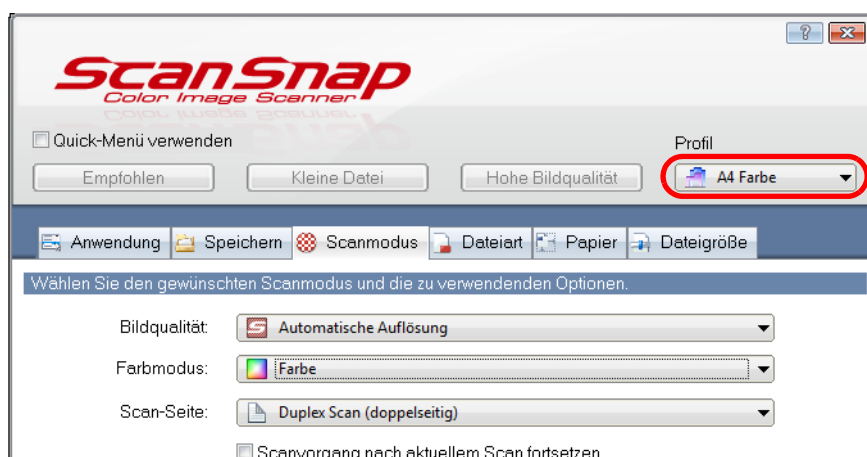 ScanSnap
Color Image Scanner
Quick-Menü verwenden
Profil
Empfohlen Kleine Datei Hohe Bildqualität A4 Farbe
Anwendung Speichern Scanmodus Dateiart Papier Dateigröße
Wählen Sie den gewünschten Scanmodus und die zu verwendenden Optionen.
Bildqualität: Automatische Auflösung
Farbmodus: Farbe
Scan-Seite: Duplex Scan (doppelseitig)
Scanvorgang nach aktuellem Scan fortsetzen